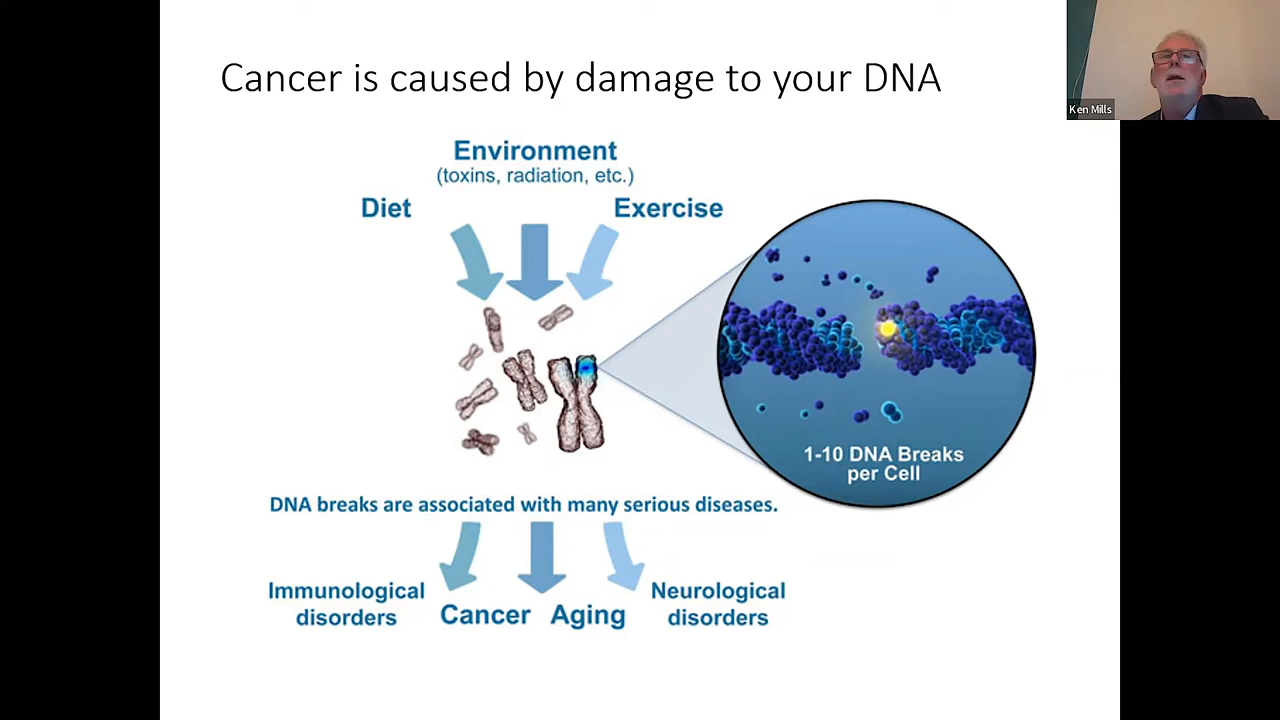 Cancer is caused by damage to your DNA
Ken Mills
Environment
(toxins, radiation, etc.)
Diet
Exercise
1-10 DNA Breaks
per Cell
DNA breaks are associated with many serious diseases.
Immunological
disorders
Cancer
Aging
Neurological
disorders